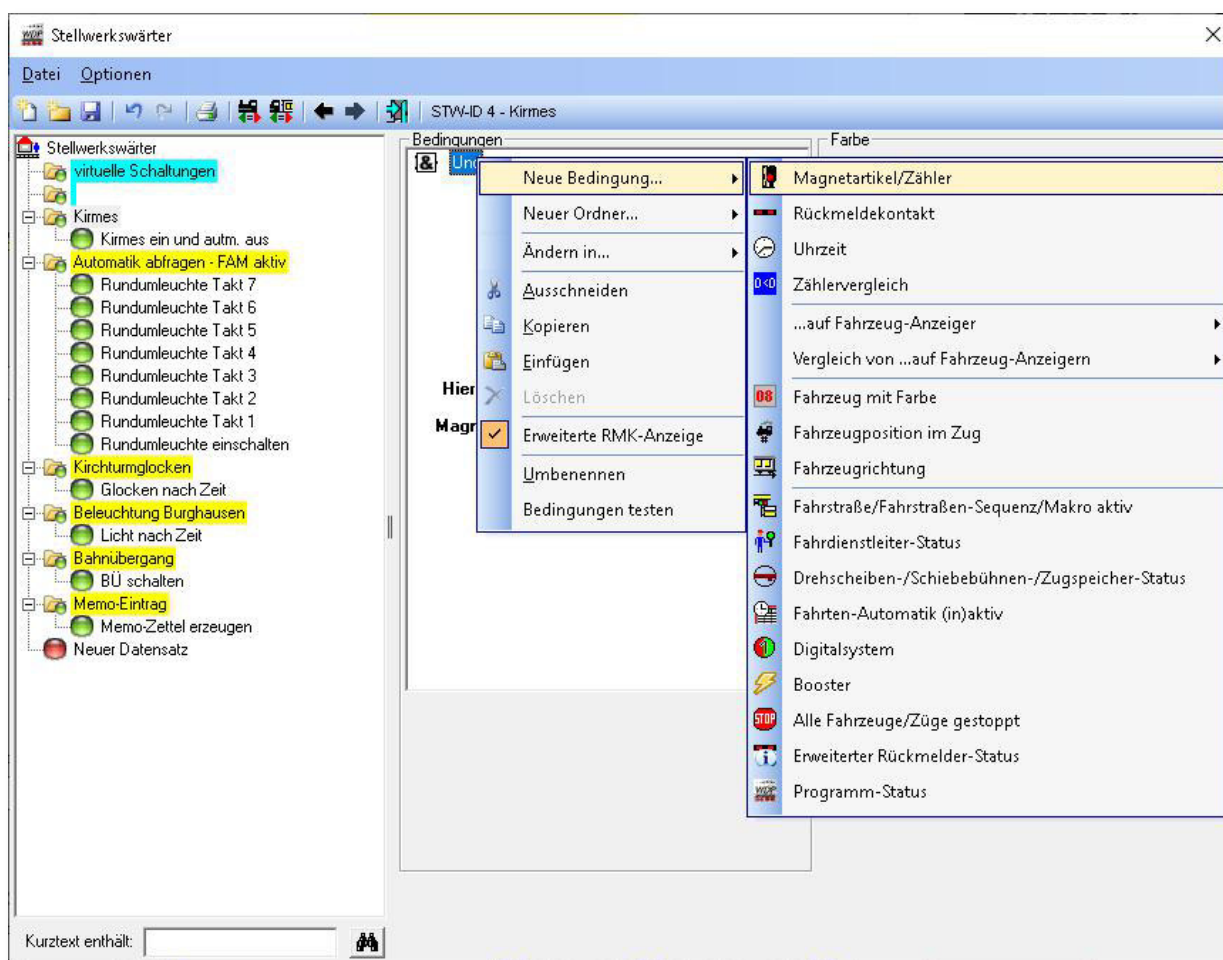 Stellwerkswärter
Datei Optionen
STW-ID 4 - Kirmes
Stellwerkswärter
virtuelle Schaltungen
Kirmes
Kirmes ein und autm. aus
Automatik abfragen - FAM aktiv
Rundumleuchte Takt 7
Rundumleuchte Takt 6
Rundumleuchte Takt 5
Rundumleuchte Takt 4
Rundumleuchte Takt 3
Rundumleuchte Takt 2
Rundumleuchte Takt 1
Rundumleuchte einschalten
Kirchturmglocken
Glocken nach Zeit
Beleuchtung Burghausen
Licht nach Zeit
Bahnübergang
BÜ schalten
Memo-Eintrag
Memo-Zettel erzeugen
Neuer Datensatz
Kurztext enthält:
Bedingungen
&
Hier
Neue Bedingung...
Neuer Ordner...
Ändern in...
Ausschneiden
Kopieren
Einfügen
Löschen
Erweiterte RMK-Anzeige
Umbenennen
Bedingungen testen
Farbe
Magnetartikel/Zähler
Rückmeldekontakt
Uhrzeit
0<0 Zählervergleich
...auf Fahrzeug-Anzeiger
Vergleich von ...auf Fahrzeug-Anzeigern
08 Fahrzeug mit Farbe
Fahrzeugposition im Zug
Fahrzeugrichtung
Fahrstraße/Fahrstraßen-Sequenz/Makro aktiv
Fahrdienstleiter-Status
Drehscheiben-/Schiebebühnen-/Zugspeicher-Status
Fahrten-Automatik (in)aktiv
Digitalsystem
Booster
STOP Alle Fahrzeuge/Züge gestoppt
Erweiterter Rückmelder-Status
Programm-Status